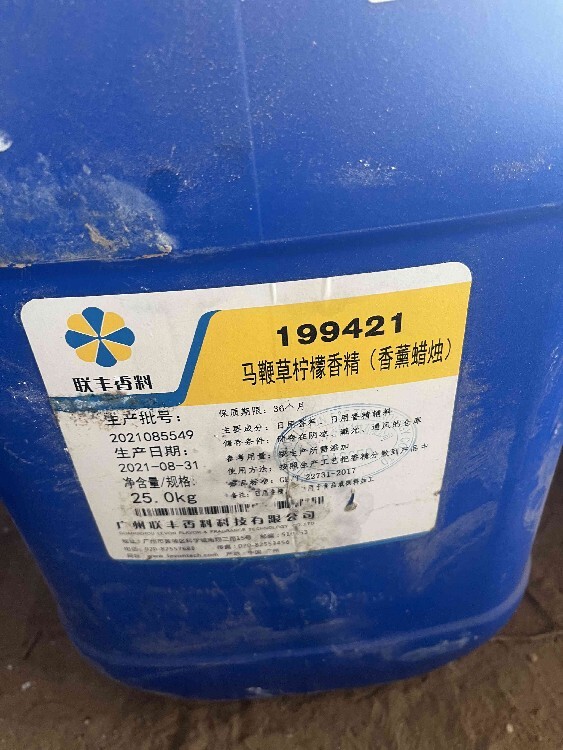 199421
马鞭草柠檬香精（香薰蜡烛）
联丰香料
生产批号：
2021085549
生产日期：
2021-08-31
净含量/规格：
25.0kg
保质期限：36个月
主要成分：日用香料、日用香精辅料
储存条件：储存在阴凉、避光、通风的仓库
参考用量：按生产所需添加
使用方法：按照生产工艺把香精分散到产品中
22731-2017
广州联丰香料科技有限公司